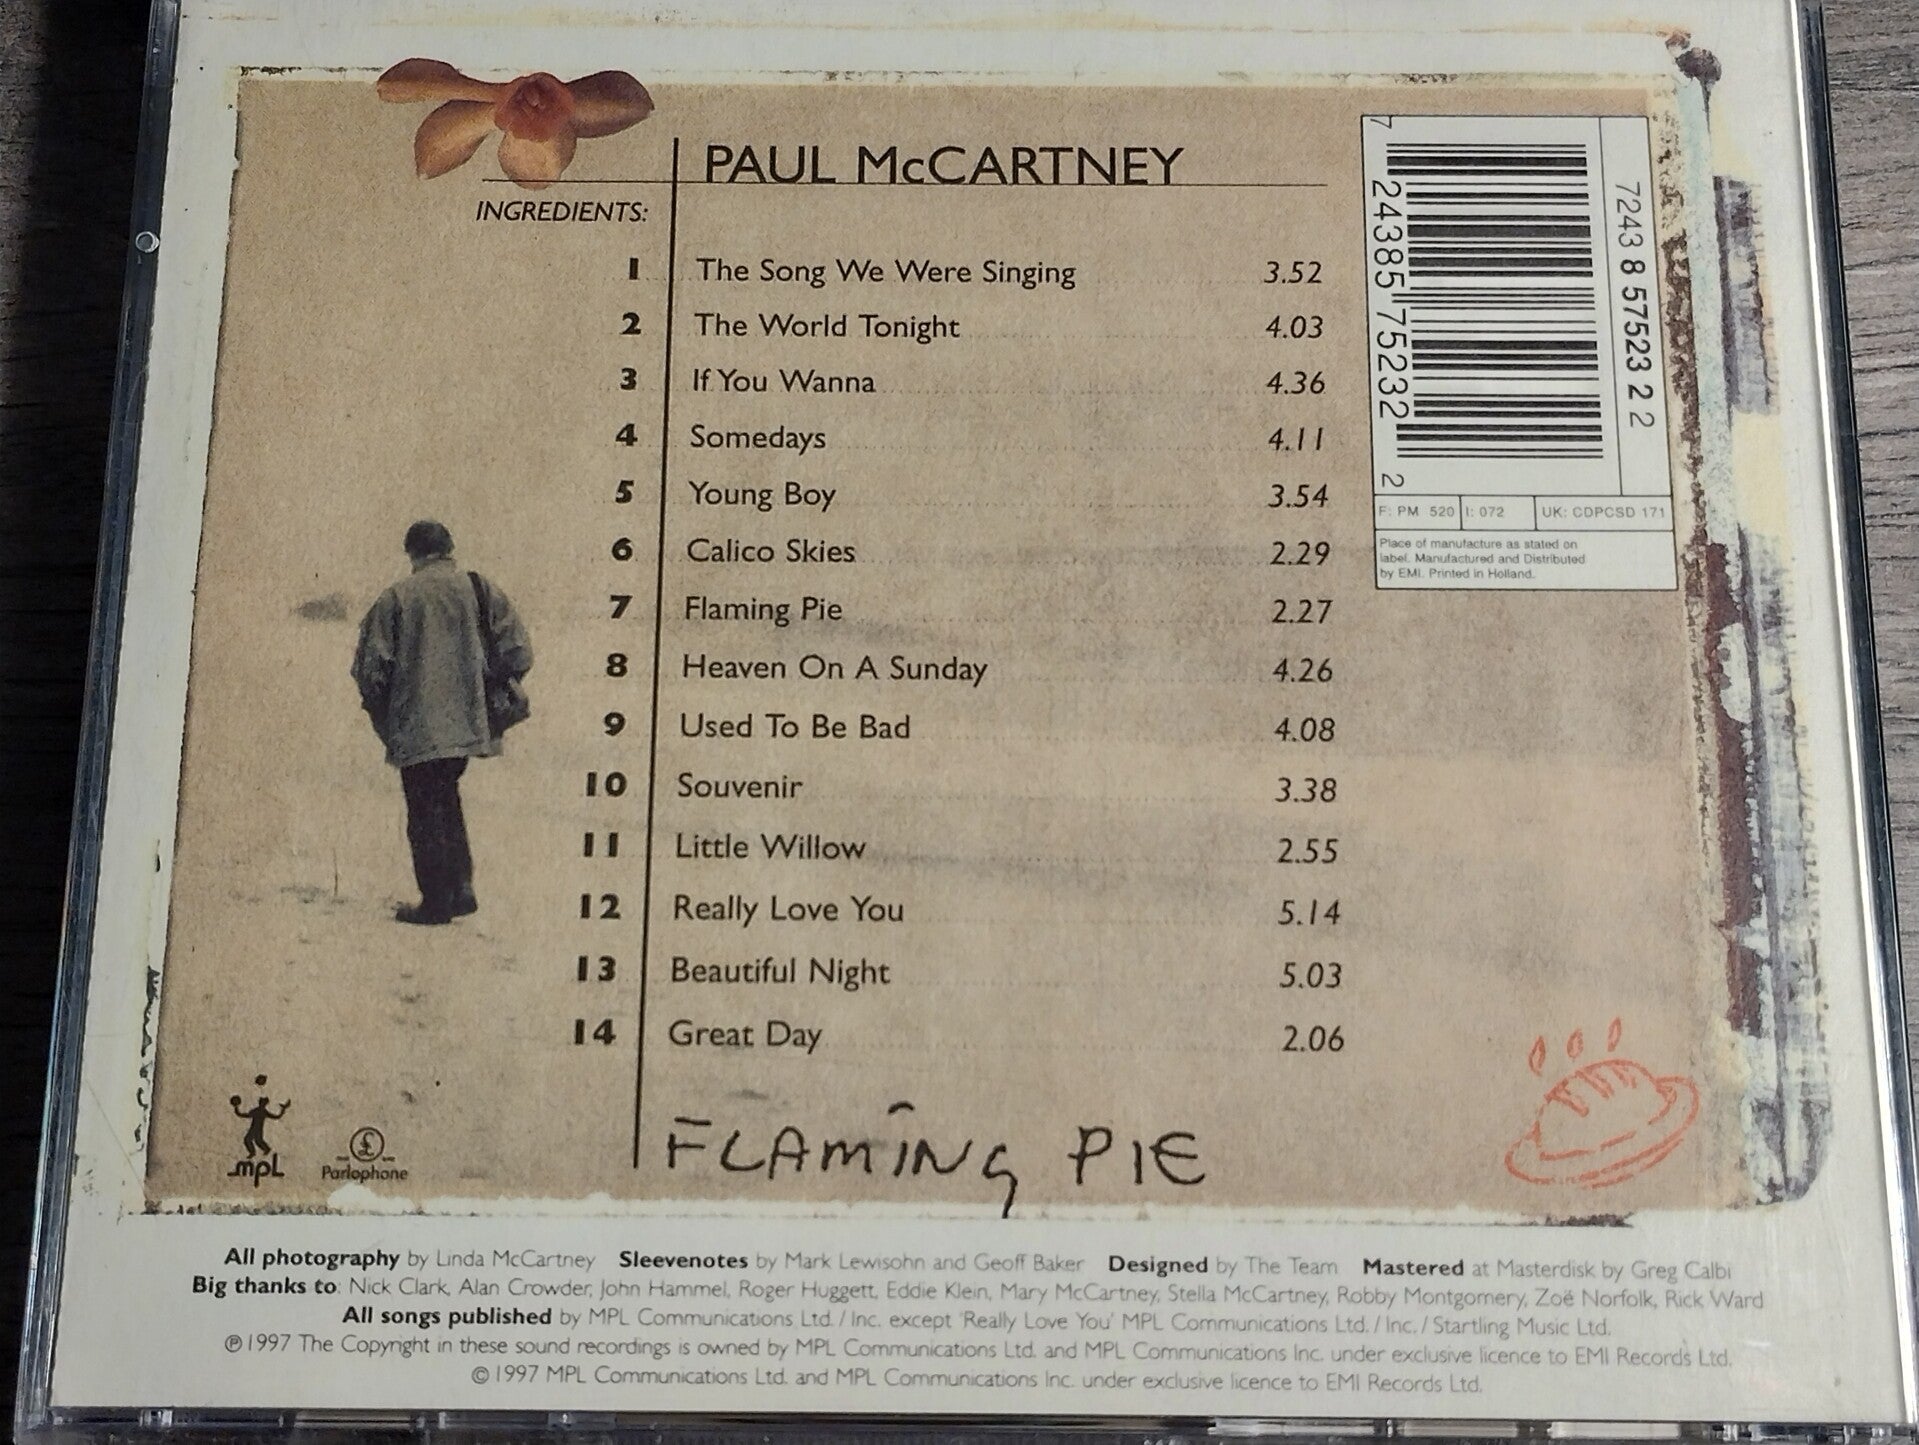 PAUL McCARTNEY
INGREDIENTS:
1 The Song We Were Singing 3.52
2 The World Tonight 4.03
3 If You Wanna 4.36
4 Somedays 4.11
5 Young Boy 3.54
6 Calico Skies 2.29
7 Flaming Pie 2.27
8 Heaven On A Sunday 4.26
9 Used To Be Bad 4.08
10 Souvenir 3.38
11 Little Willow 2.55
12 Really Love You 5.14
13 Beautiful Night 5.03
14 Great Day 2.06
FLAMING PIE
7 24385 75232 2
7243 8 57523 2 2
F: PM 520 I: 072 UK: CDPCSD 171
Place of manufacture as stated on
label. Manufactured and Distributed
by EMI. Printed in Holland.
mpL
£
Parlophone
All photography by Linda McCartney Sleevenotes by Mark Lewisohn and Geoff Baker Designed by The Team Mastered at Masterdisk by Greg Calbi
Big thanks to: Nick Clark, Alan Crowder, John Hammel, Roger Huggett, Eddie Klein, Mary McCartney, Stella McCartney, Robby Montgomery, Zoë Norfolk, Rick Ward
All songs published by MPL Communications Ltd. / Inc. except 'Really Love You' MPL Communications Ltd. / Inc. / Startling Music Ltd.
℗1997 The Copyright in these sound recordings is owned by MPL Communications Ltd. and MPL Communications Inc. under exclusive licence to EMI Records Ltd.
©1997 MPL Communications Ltd. and MPL Communications Inc. under exclusive licence to EMI Records Ltd.